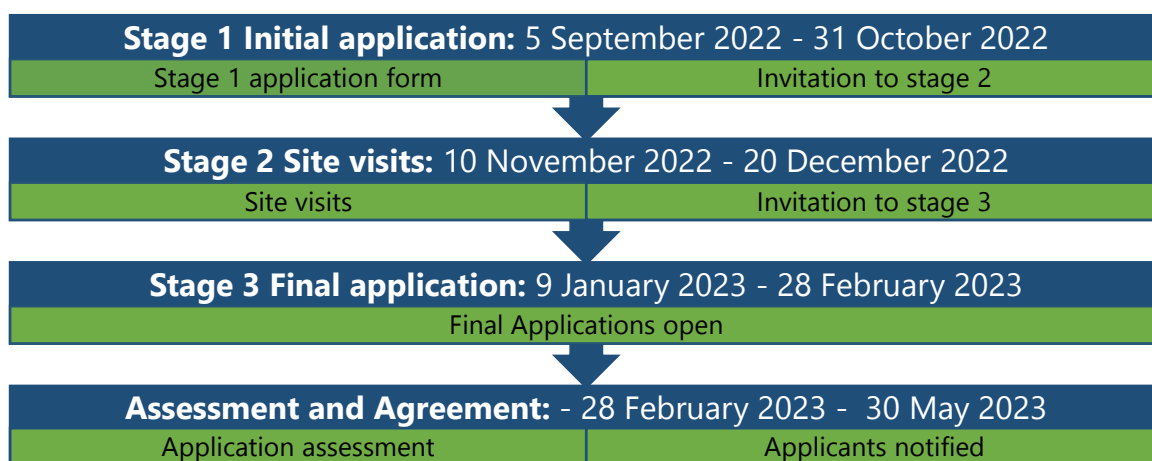 Stage 1 Initial application: 5 September 2022 - 31 October 2022
Stage 1 application form
Invitation to stage 2
Stage 2 Site visits: 10 November 2022 - 20 December 2022
Site visits
Invitation to stage 3
Stage 3 Final application: 9 January 2023 - 28 February 2023
Final Applications open
Assessment and Agreement: - 28 February 2023 - 30 May 2023
Application assessment
Applicants notified